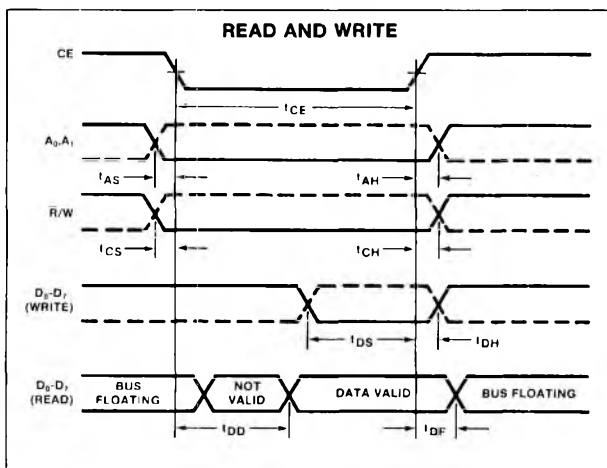 READ AND WRITE
CE
tCE
A0,A1
tAS
tAH
R̅/W
tCS
tCH
D0-D7
(WRITE)
tDS
tDH
D0-D7
(READ)
BUS
FLOATING
NOT
VALID
DATA VALID
BUS FLOATING
tDD
tDF